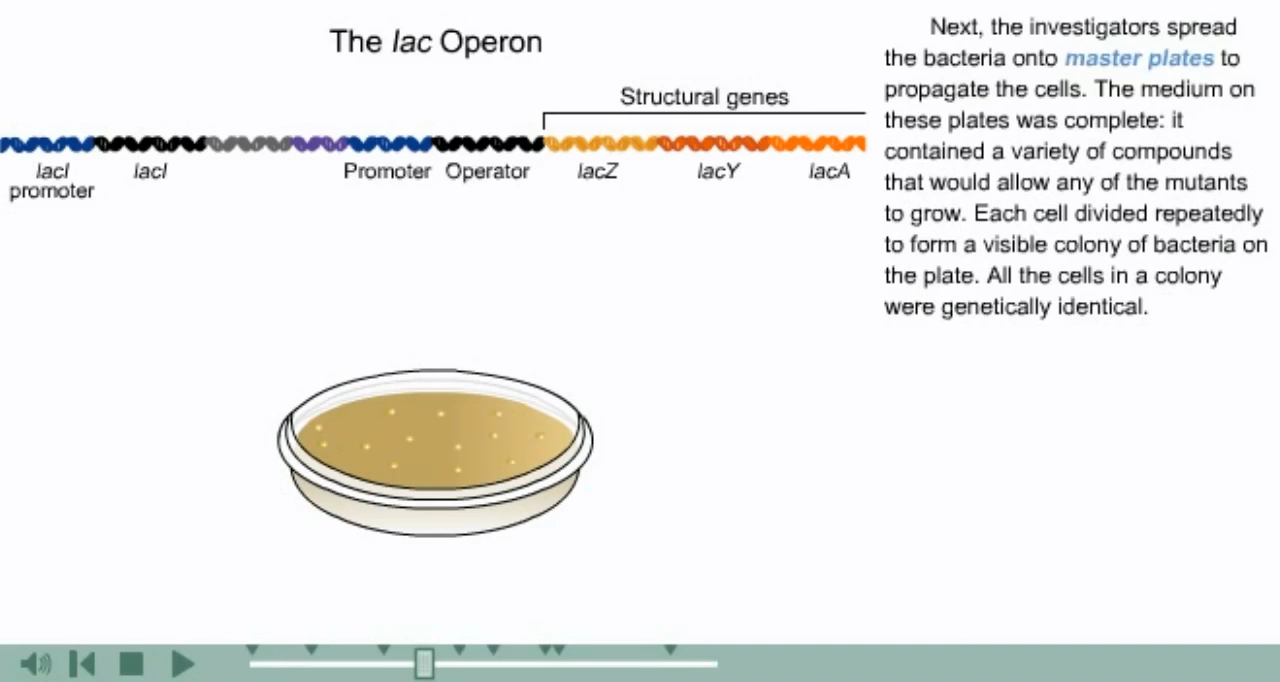 The lac Operon
Structural genes
lacI
promoter
lacI
Promoter
Operator
lacZ
lacY
lacA
Next, the investigators spread
the bacteria onto master plates to
propagate the cells. The medium on
these plates was complete: it
contained a variety of compounds
that would allow any of the mutants
to grow. Each cell divided repeatedly
to form a visible colony of bacteria on
the plate. All the cells in a colony
were genetically identical.